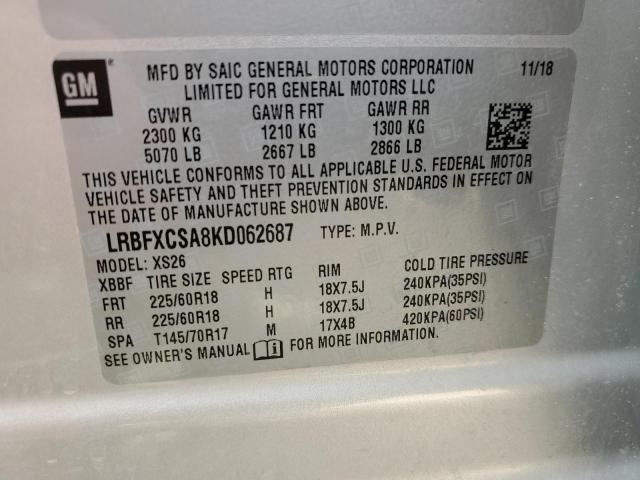 GM ®
MFD BY SAIC GENERAL MOTORS CORPORATION 11/18
LIMITED FOR GENERAL MOTORS LLC
GVWR GAWR FRT GAWR RR
2300 KG 1210 KG 1300 KG
5070 LB 2667 LB 2866 LB
THIS VEHICLE CONFORMS TO ALL APPLICABLE U.S. FEDERAL MOTOR
VEHICLE SAFETY AND THEFT PREVENTION STANDARDS IN EFFECT ON
THE DATE OF MANUFACTURE SHOWN ABOVE.
LRBFXCSA8KD062687 TYPE: M.P.V.
MODEL: XS26
XBBF TIRE SIZE SPEED RTG RIM COLD TIRE PRESSURE
FRT 225/60R18 H 18X7.5J 240KPA(35PSI)
RR 225/60R18 H 18X7.5J 240KPA(35PSI)
SPA T145/70R17 M 17X4B 420KPA(60PSI)
SEE OWNER'S MANUAL FOR MORE INFORMATION.